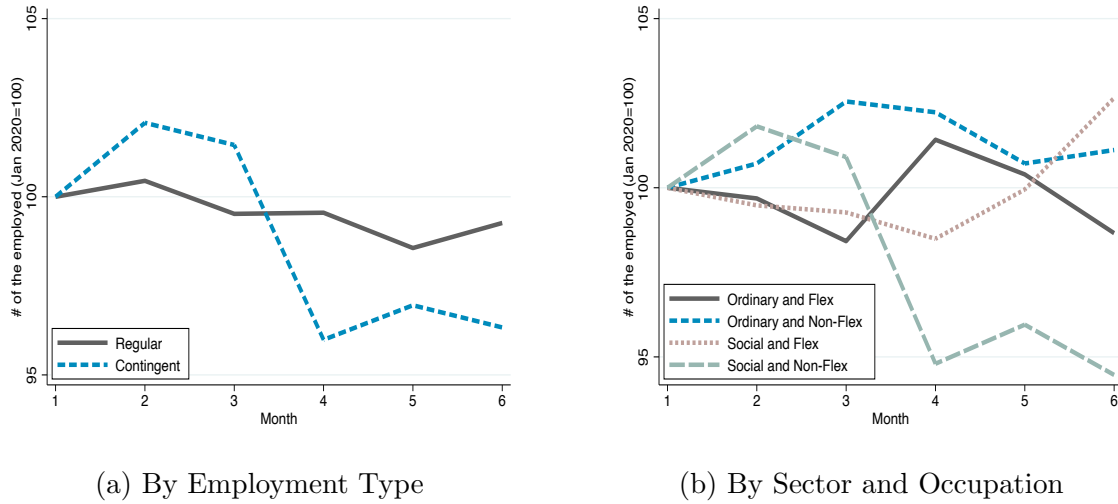 # of the employed (Jan 2020=100)
105
100
95
Regular
Contingent
1 2 3 4 5 6
Month
(a) By Employment Type
# of the employed (Jan 2020=100)
105
100
95
Ordinary and Flex
Ordinary and Non-Flex
Social and Flex
Social and Non-Flex
1 2 3 4 5 6
Month
(b) By Sector and Occupation